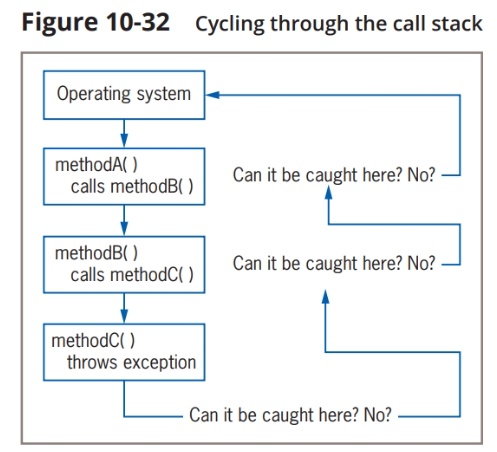 Figure 10-32 Cycling through the call stack
Operating system
methodA( )
calls methodB( )
Can it be caught here? No?
methodB( )
calls methodC( )
Can it be caught here? No?
methodC( )
throws exception
Can it be caught here? No?